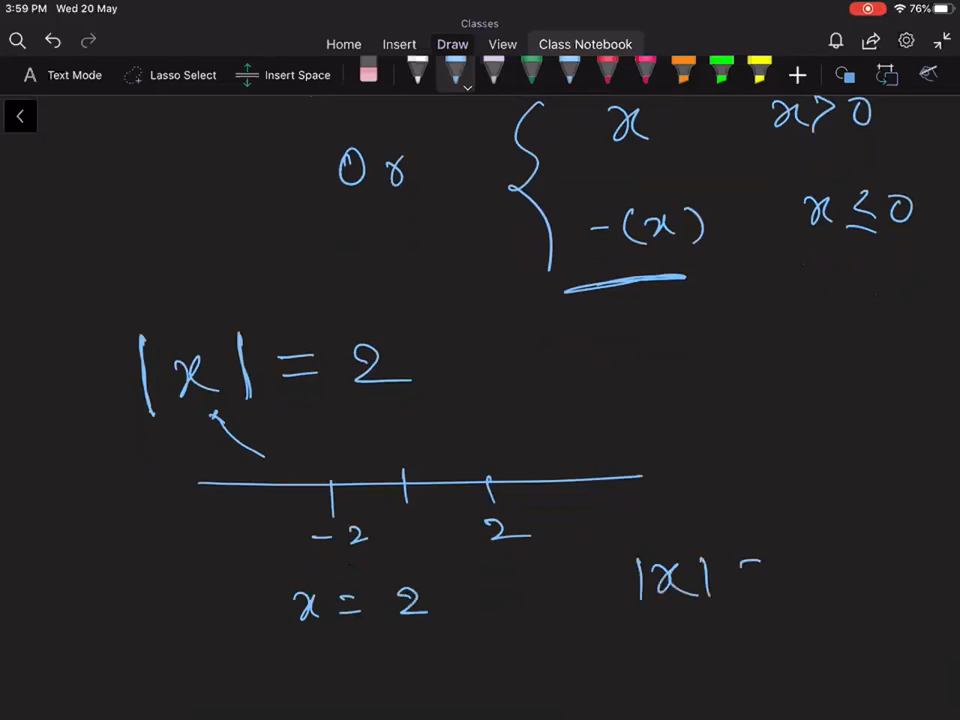 3:59 PM Wed 20 May
76%
Classes
Home Insert Draw View Class Notebook
A Text Mode Lasso Select Insert Space
x x > 0
Or
-(x) x ≤ 0
|x| = 2
-2 2
x = 2 |x| -